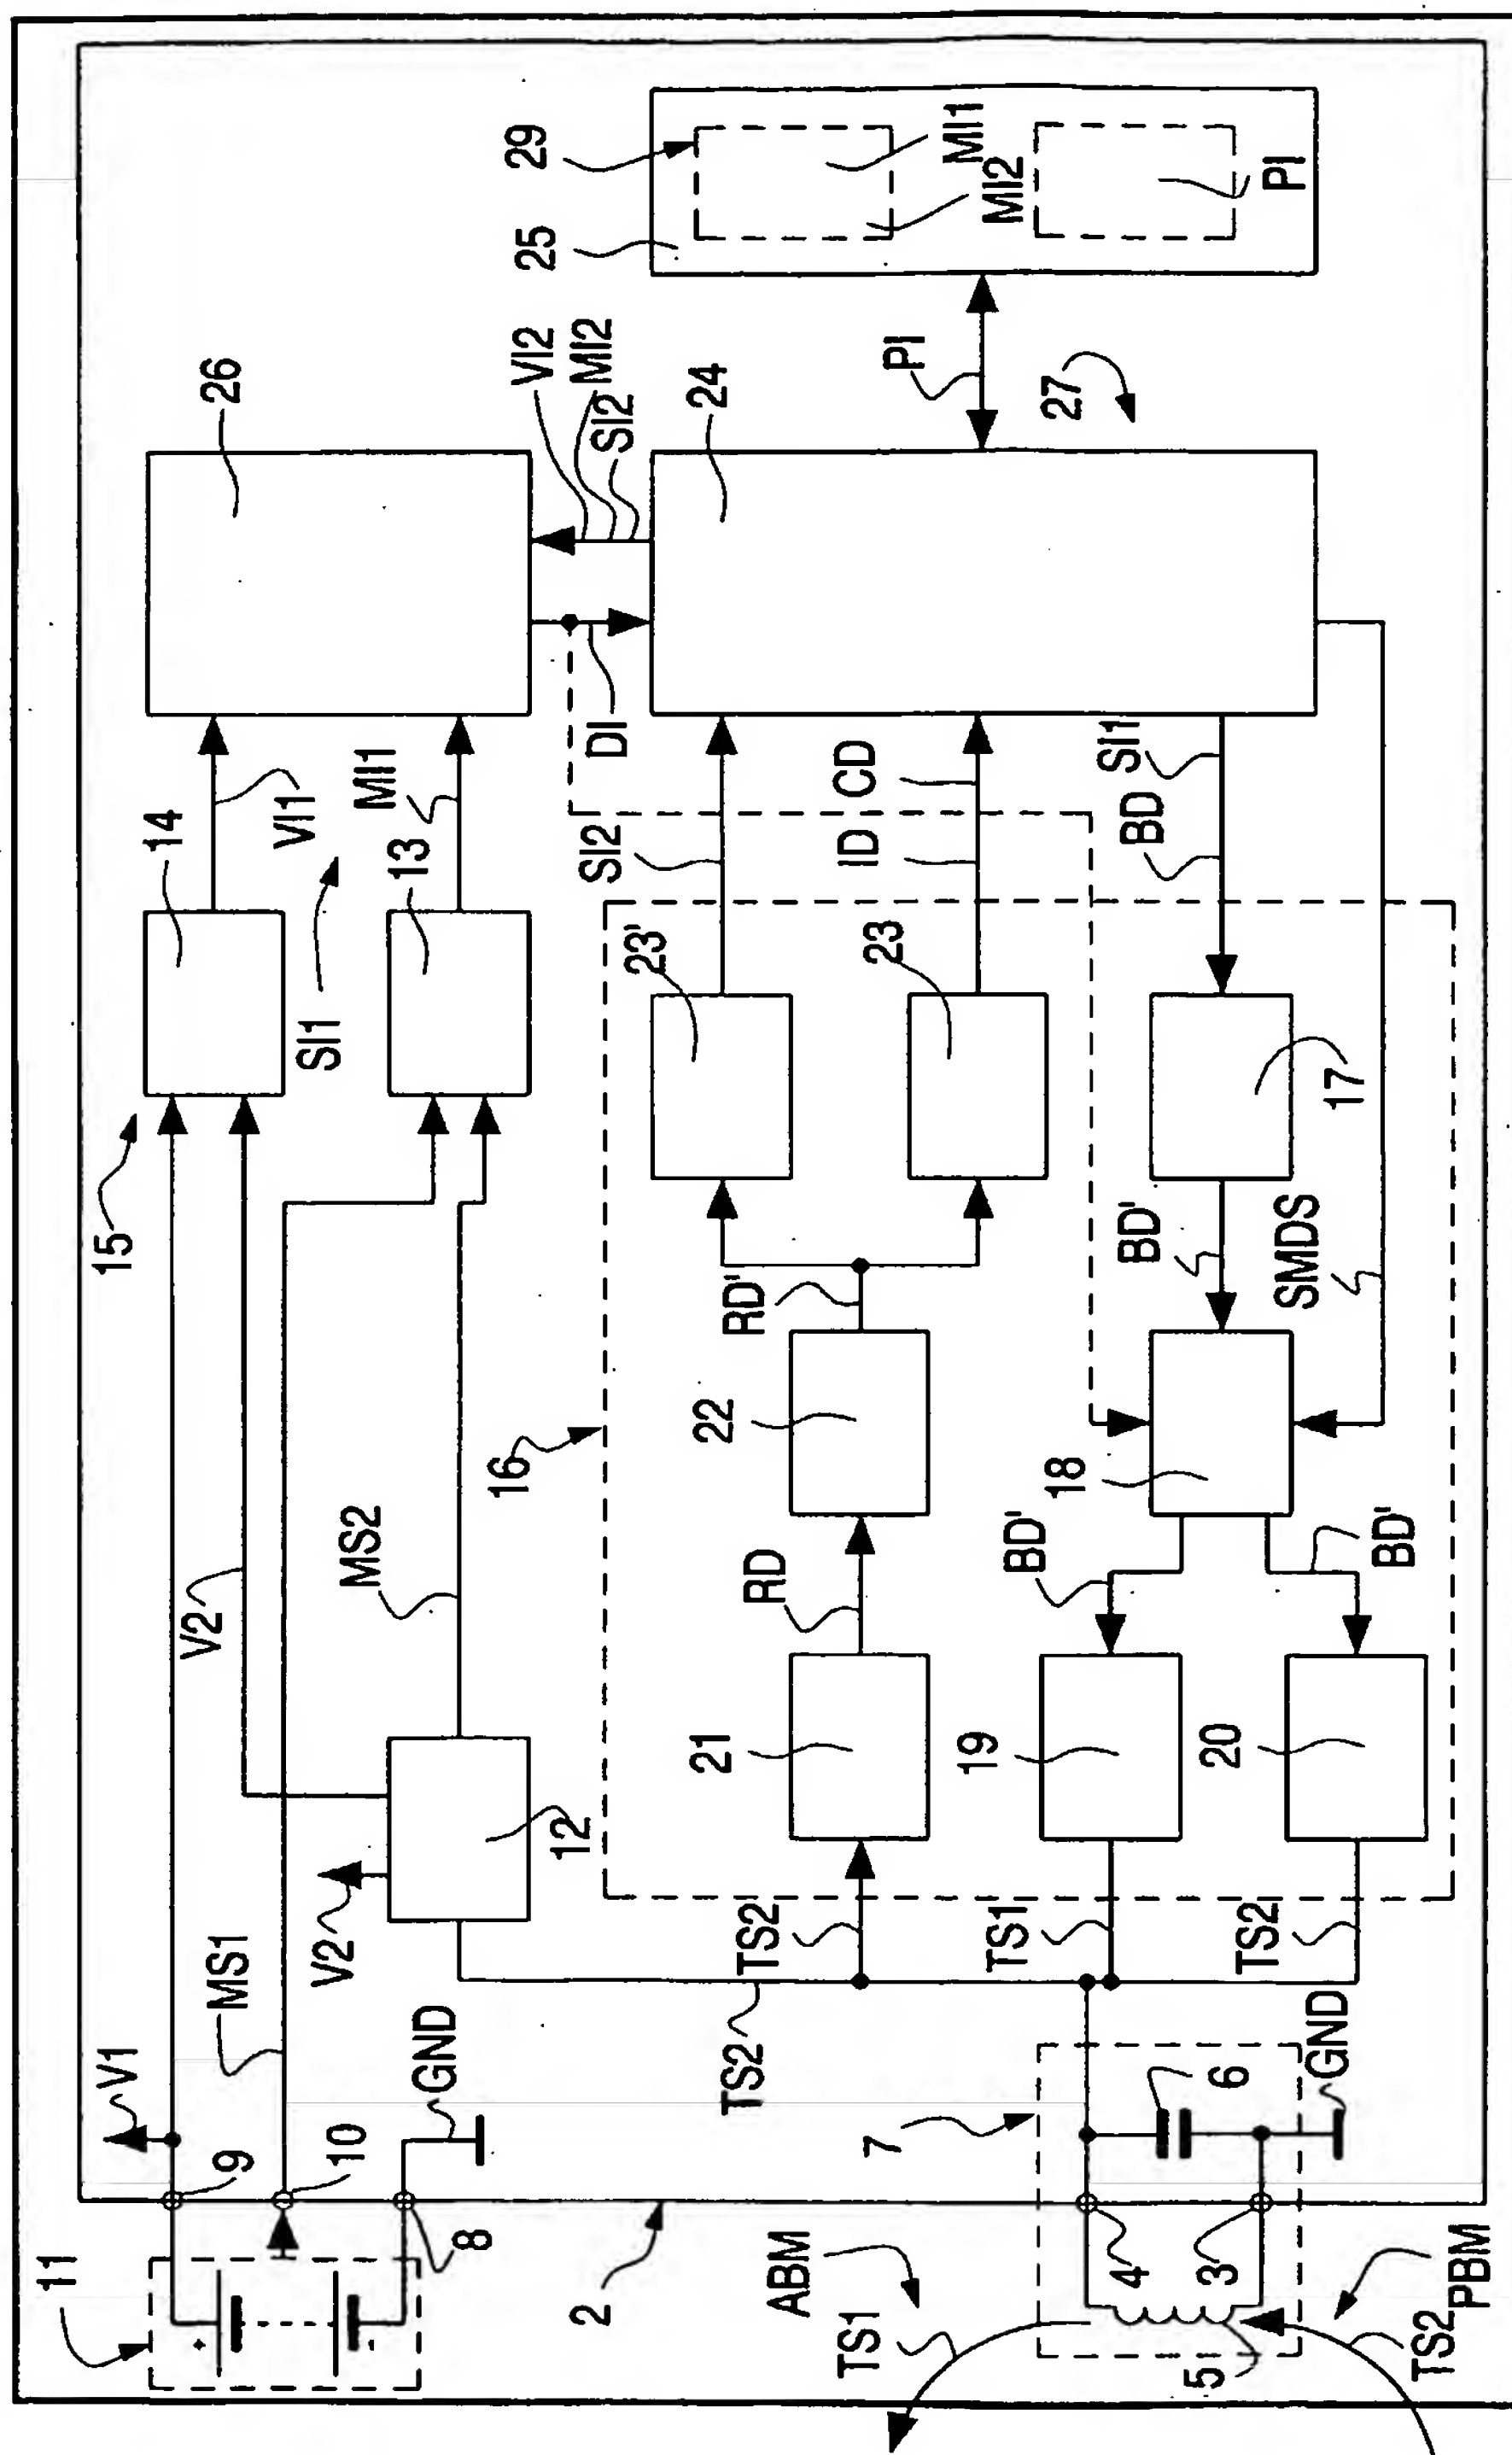 11
V1
9
10
8
GND
MS1
V2
V2
12
MS2
15
14
VI1
SI1
MI1
13
26
VI2
MI2
SI2
DI
24
PI
27
25
29
MI1
MI2
PI
SI2
CD
ID
SI1
BD
16
23'
23
17
RD'
22
RD
21
BD'
SMDS
18
BD'
BD'
19
20
TS2
TS1
TS2
TS2
7
6
GND
2
4
3
5
ABM
TS1
PBM
TS2
+
-